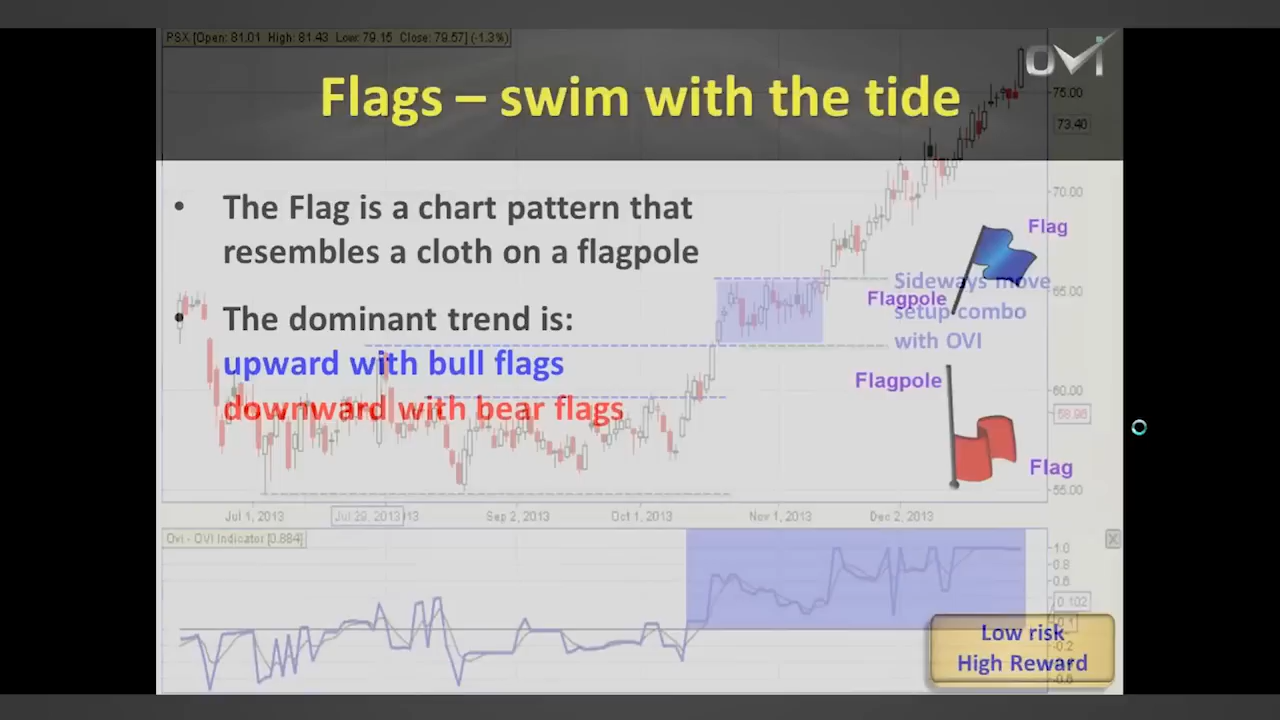 PSX [Open: 81.01 High: 81.43 Low: 79.15 Close: 79.57] (-1.3%)
OVI
Flags – swim with the tide
75.00
73.40
• The Flag is a chart pattern that
resembles a cloth on a flagpole
70.00
Flag
Sideways move
65.00
Flagpole
setup combo
with OVI
• The dominant trend is:
upward with bull flags
downward with bear flags
Flagpole
60.00
58.96
Flag
55.00
Jul 1, 2013
Jul 29, 2013
Sep 2, 2013
Oct 1, 2013
Nov 1, 2013
Dec 2, 2013
Ovi - OVI Indicator [0.884]
1.0
0.8
0.6
0.102
-0.2
Low risk
High Reward